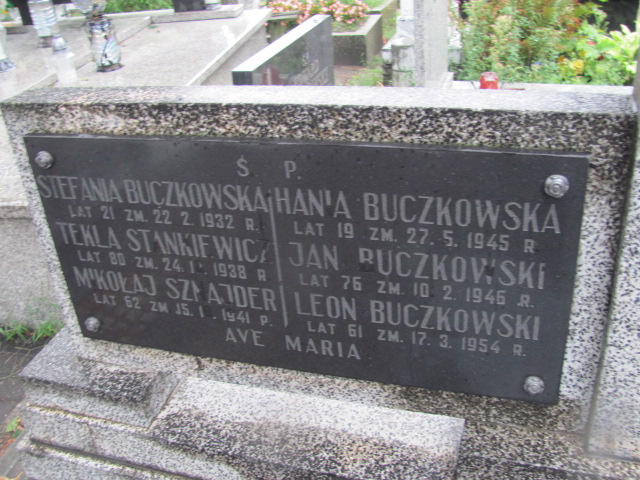 Ś. P.
STEFANIA BUCZKOWSKA
LAT 21 ZM. 22. 2. 1932 R.
TEKLA STANKIEWICZ
LAT 80 ZM. 24. 1938 R.
MIKOŁAJ SZNAJDER
LAT 62 ZM 15. 1941 R.
HANIA BUCZKOWSKA
LAT 19 ZM. 27. 5. 1945 R.
JAN BUCZKOWSKI
LAT 76 ZM. 10. 2. 1946 .R.
LEON BUCZKOWSKI
LAT 61 ZM. 17. 3. 1954 R.
AVE MARIA